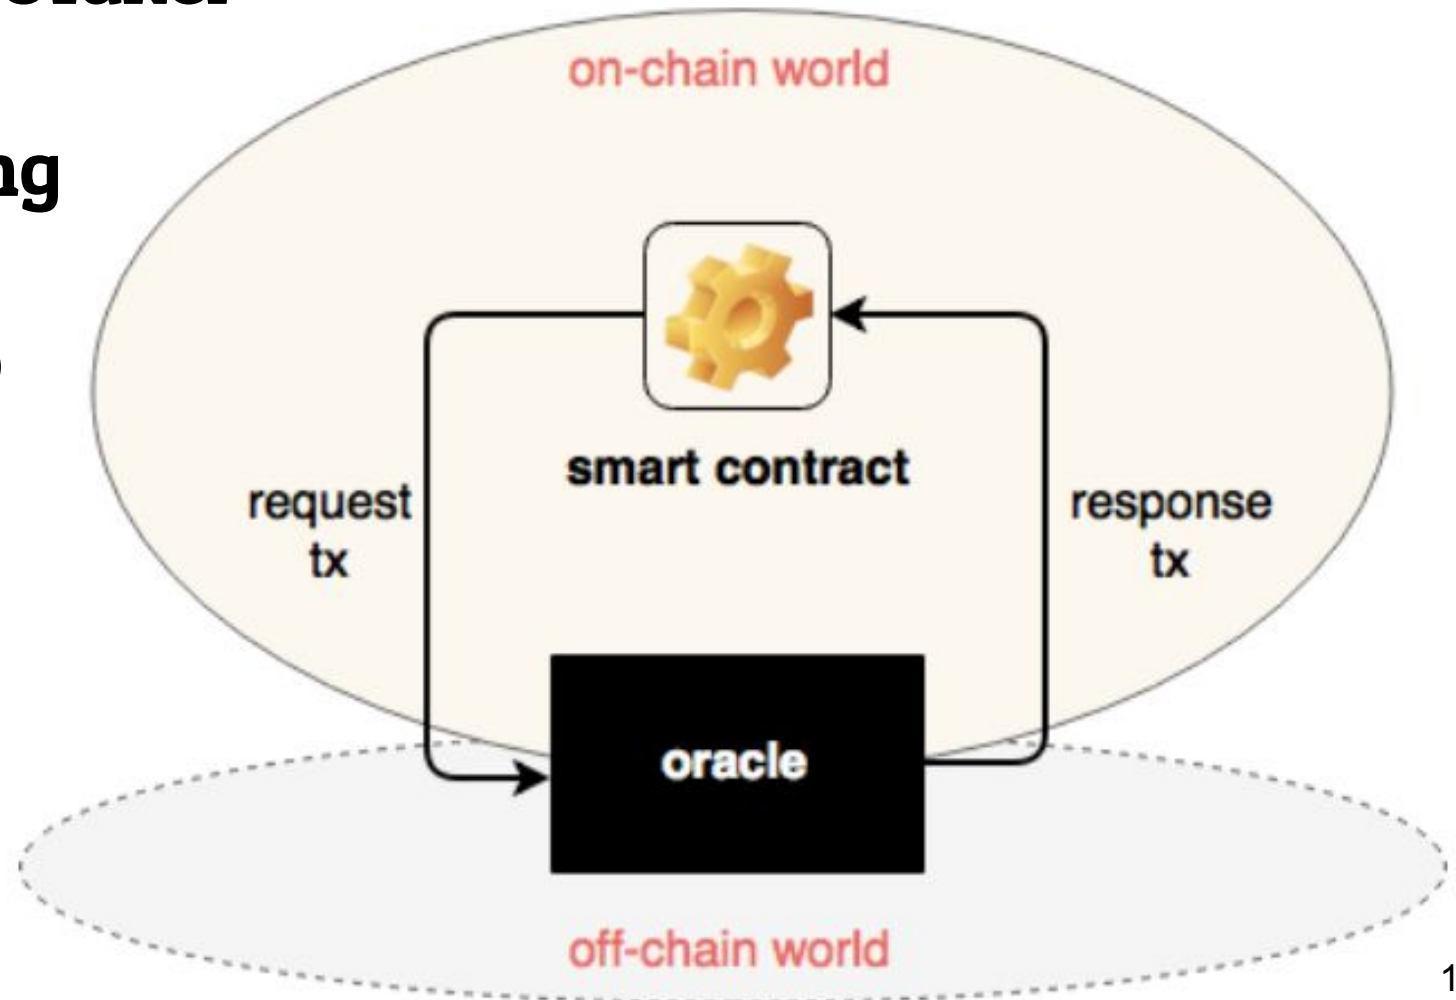 on-chain world
smart contract
request
tx
response
tx
oracle
off-chain world
1